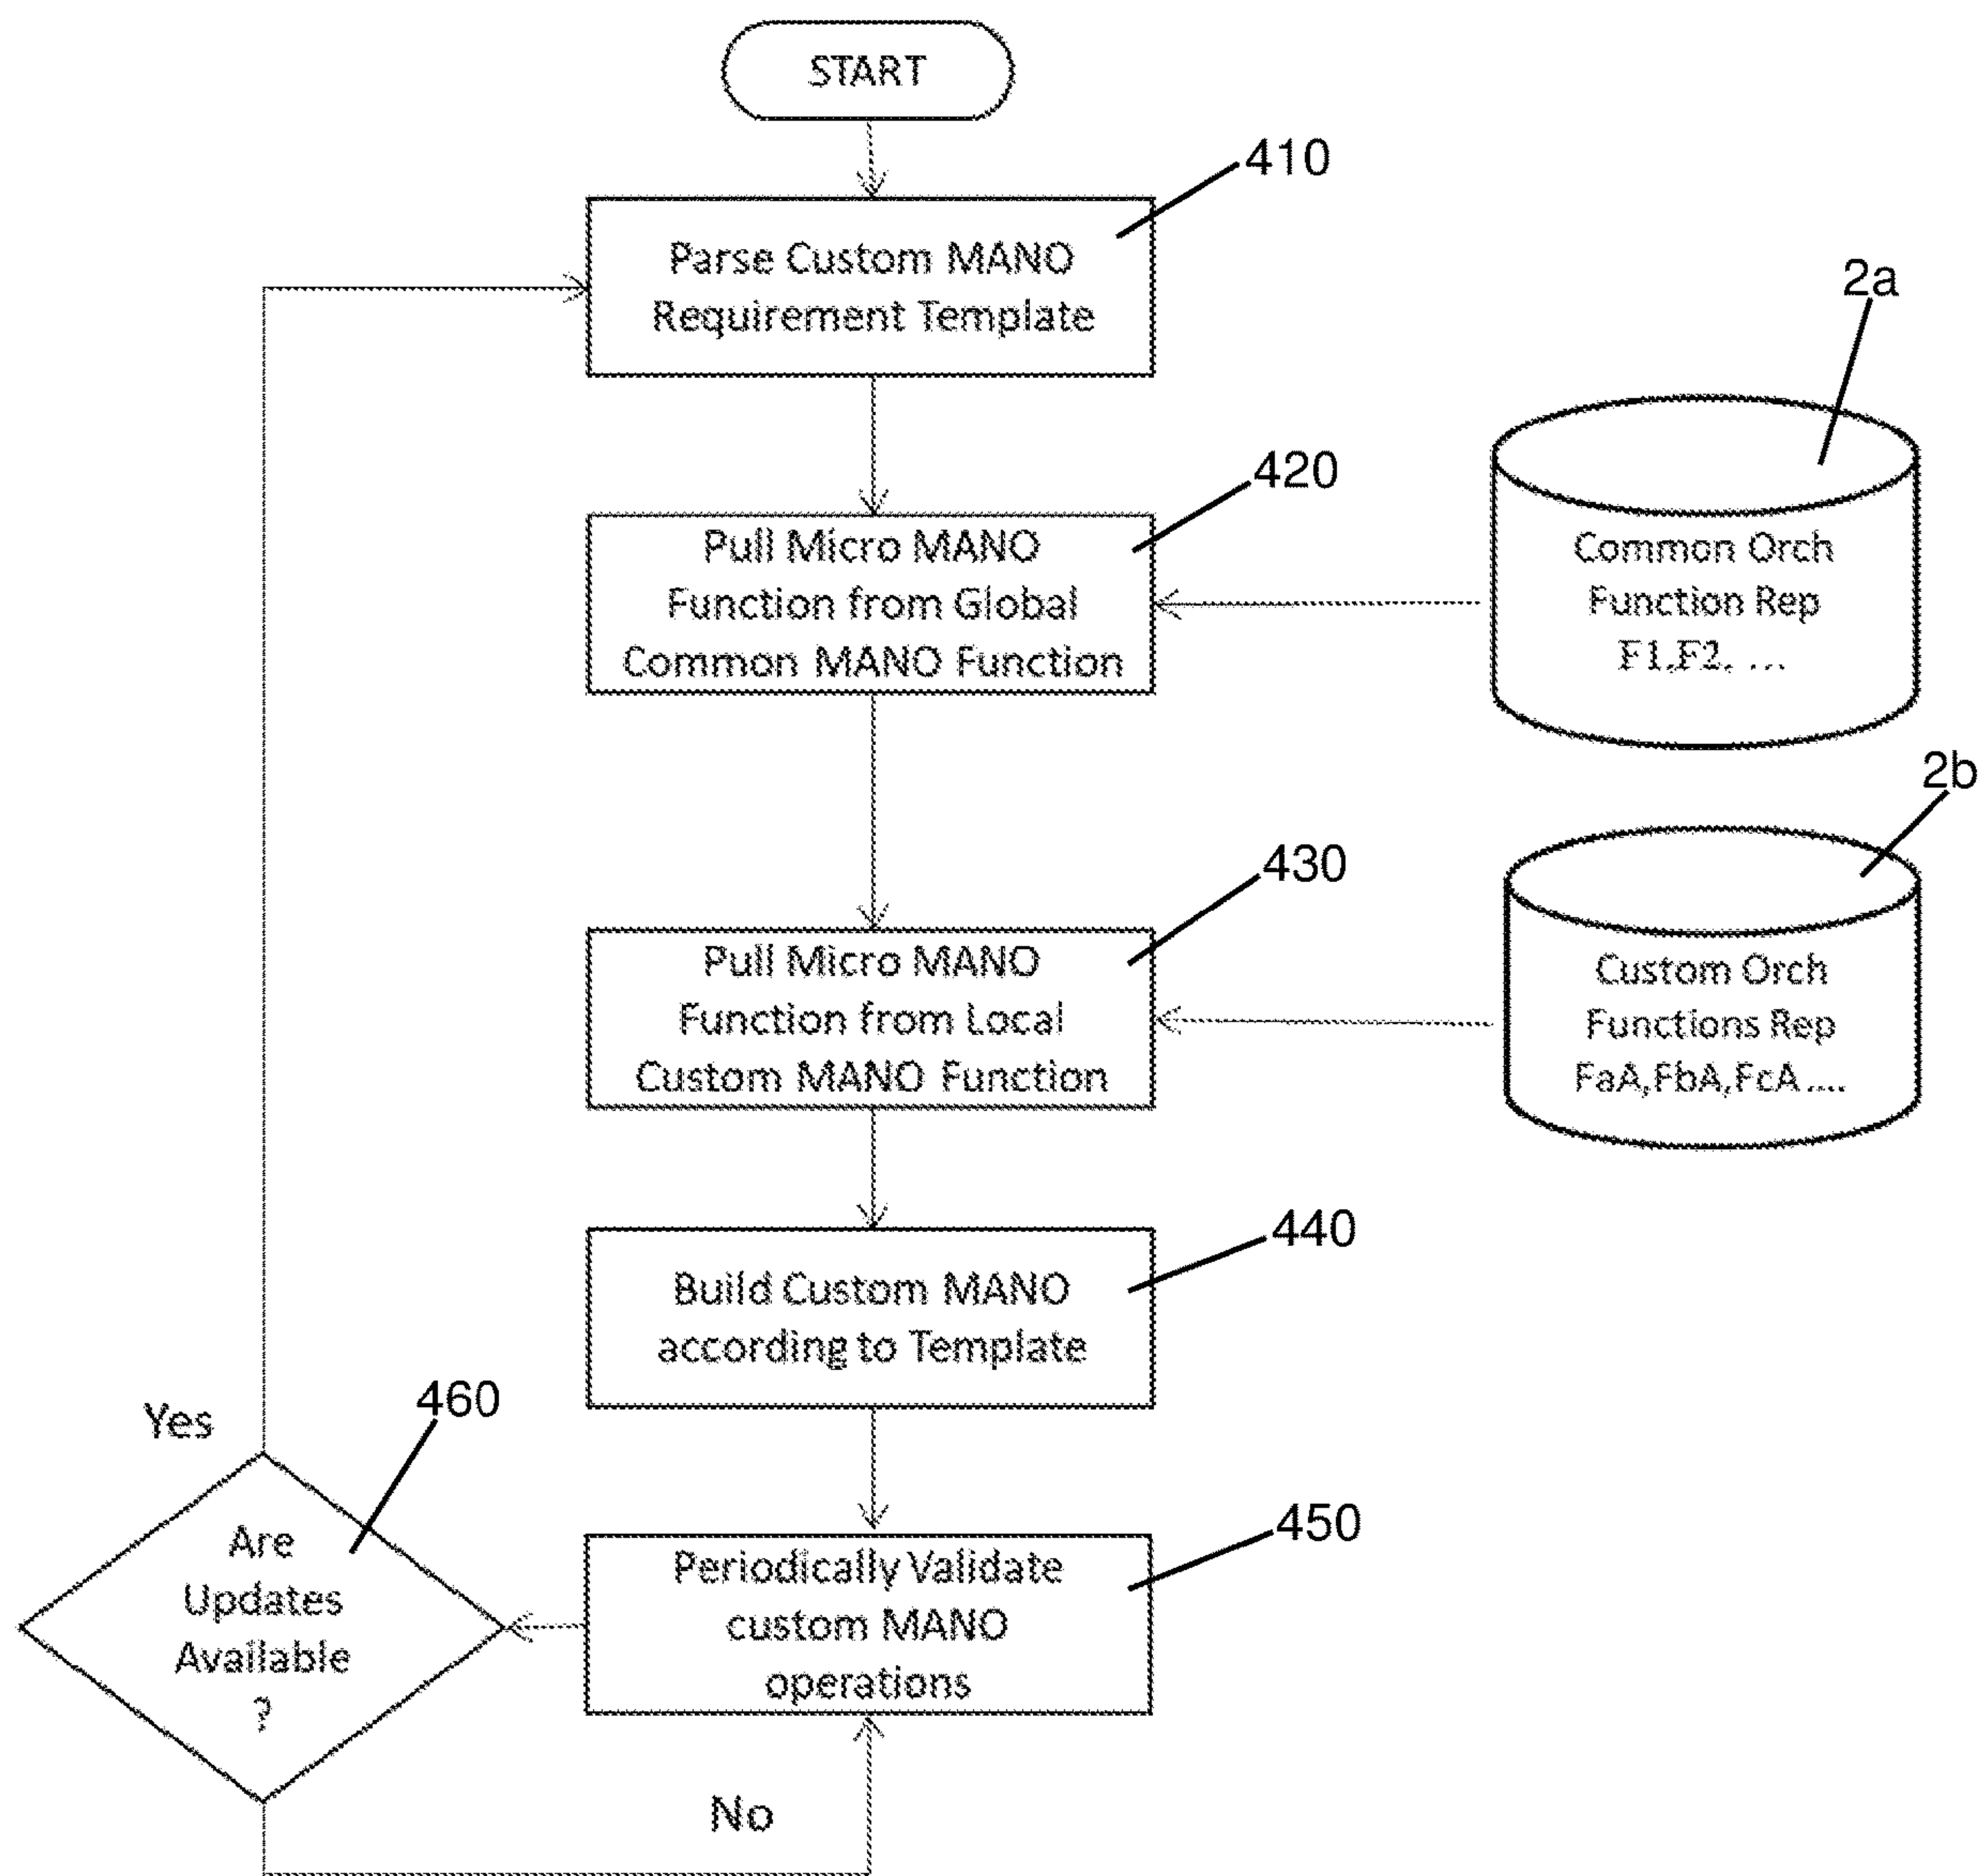 START
410
Parse Custom MANO
Requirement Template
2a
420
Pull Micro MANO
Function from Global
Common MANO Function
Common Orch
Function Rep
F1,F2, ...
2b
430
Pull Micro MANO
Function from Local
Custom MANO Function
Custom Orch
Functions Rep
FaA,FbA,FcA ....
440
Build Custom MANO
according to Template
Yes
460
Are
Updates
Available
?
450
Periodically Validate
custom MANO
operations
No